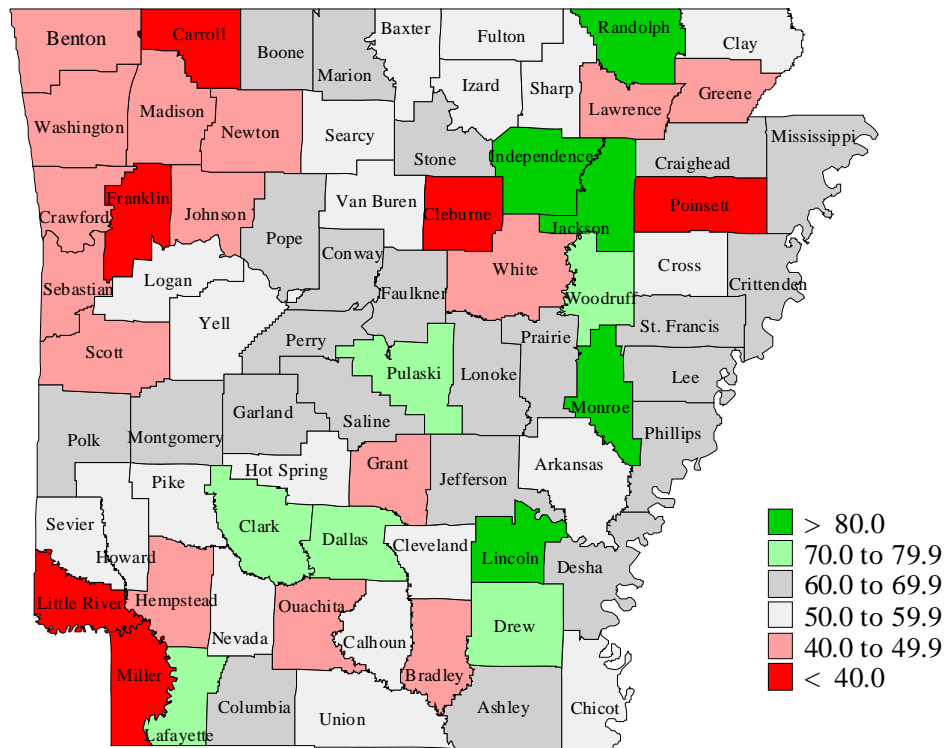 Benton
Carroll
Boone
Marion
Baxter
Fulton
Randolph
Clay
Izard
Sharp
Lawrence
Greene
Washington
Madison
Newton
Searcy
Stone
Independence
Craighead
Mississippi
Crawford
Franklin
Johnson
Pope
Van Buren
Cleburne
Jackson
Poinsett
Sebastian
Logan
Conway
Faulkner
White
Woodruff
Cross
Crittenden
Scott
Yell
Perry
Pulaski
Lonoke
Prairie
St. Francis
Lee
Polk
Montgomery
Garland
Saline
Monroe
Phillips
Pike
Hot Spring
Grant
Jefferson
Arkansas
Sevier
Howard
Clark
Dallas
Cleveland
Lincoln
Desha
Little River
Hempstead
Nevada
Ouachita
Calhoun
Bradley
Drew
Miller
Lafayette
Columbia
Union
Ashley
Chicot
> 80.0
70.0 to 79.9
60.0 to 69.9
50.0 to 59.9
40.0 to 49.9
< 40.0